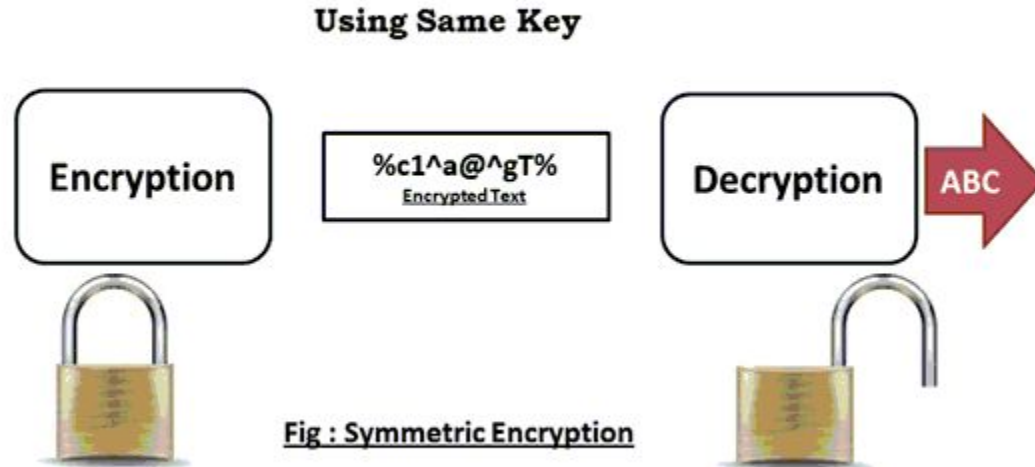 Using Same Key
Encryption
%c1^a@^gT%
Encrypted Text
Decryption
ABC
Fig : Symmetric Encryption